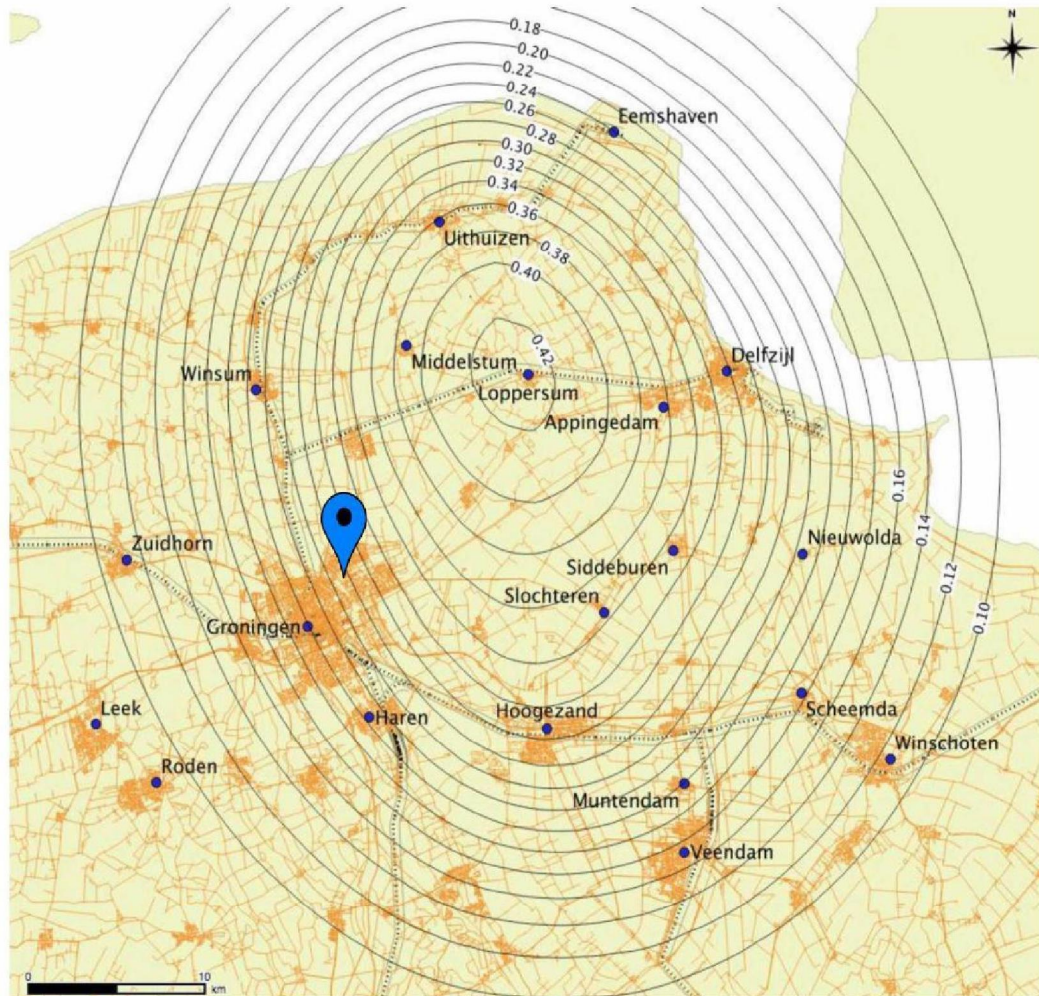 0.18
N
0.20
0.22
0.24
0.26
Eemshaven
0.28
0.30
0.32
0.34
0.36
Uithuizen
0.38
0.40
0.42
Middelstum
Delfzijl
Winsum
Loppersum
Appingedam
0.16
0.14
Zuidhorn
Nieuwolda
Siddeburen
0.12
Slochteren
0.10
Groningen
Leek
Haren
Hoogezand
Scheemda
Winschoten
Roden
Muntendam
Veendam
0 10
km